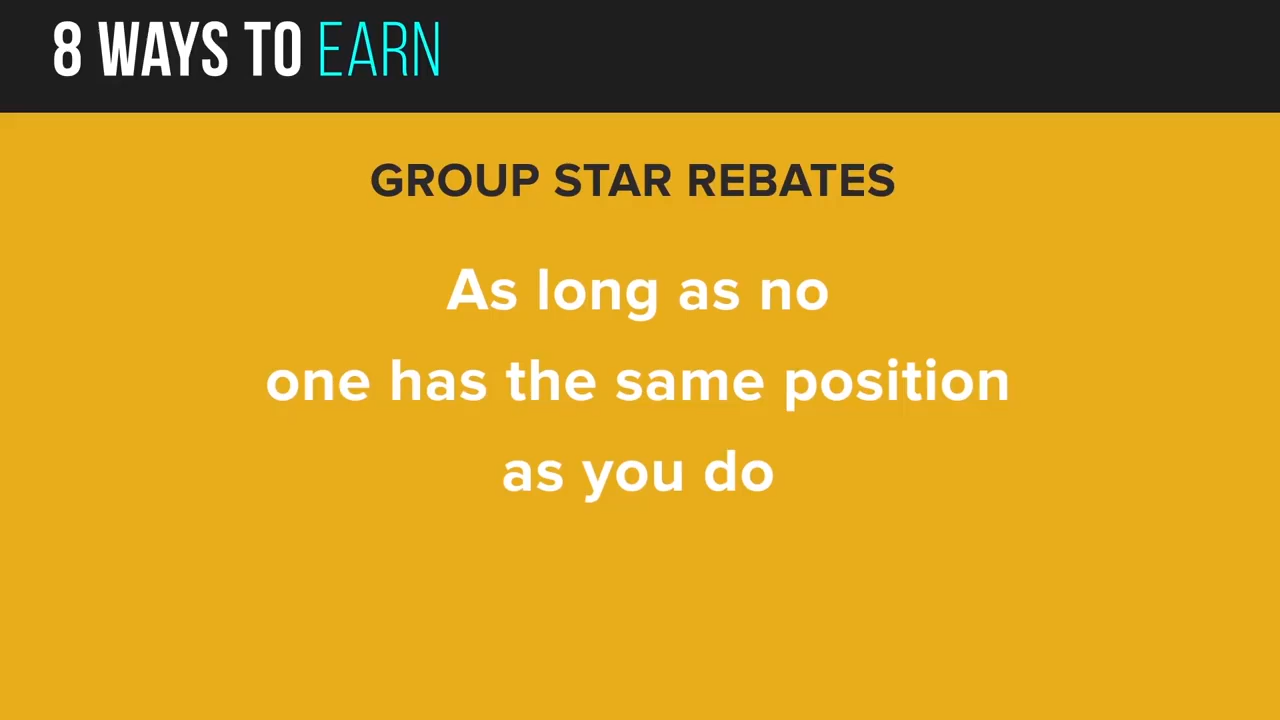 8 WAYS TO EARN
GROUP STAR REBATES
As long as no
one has the same position
as you do